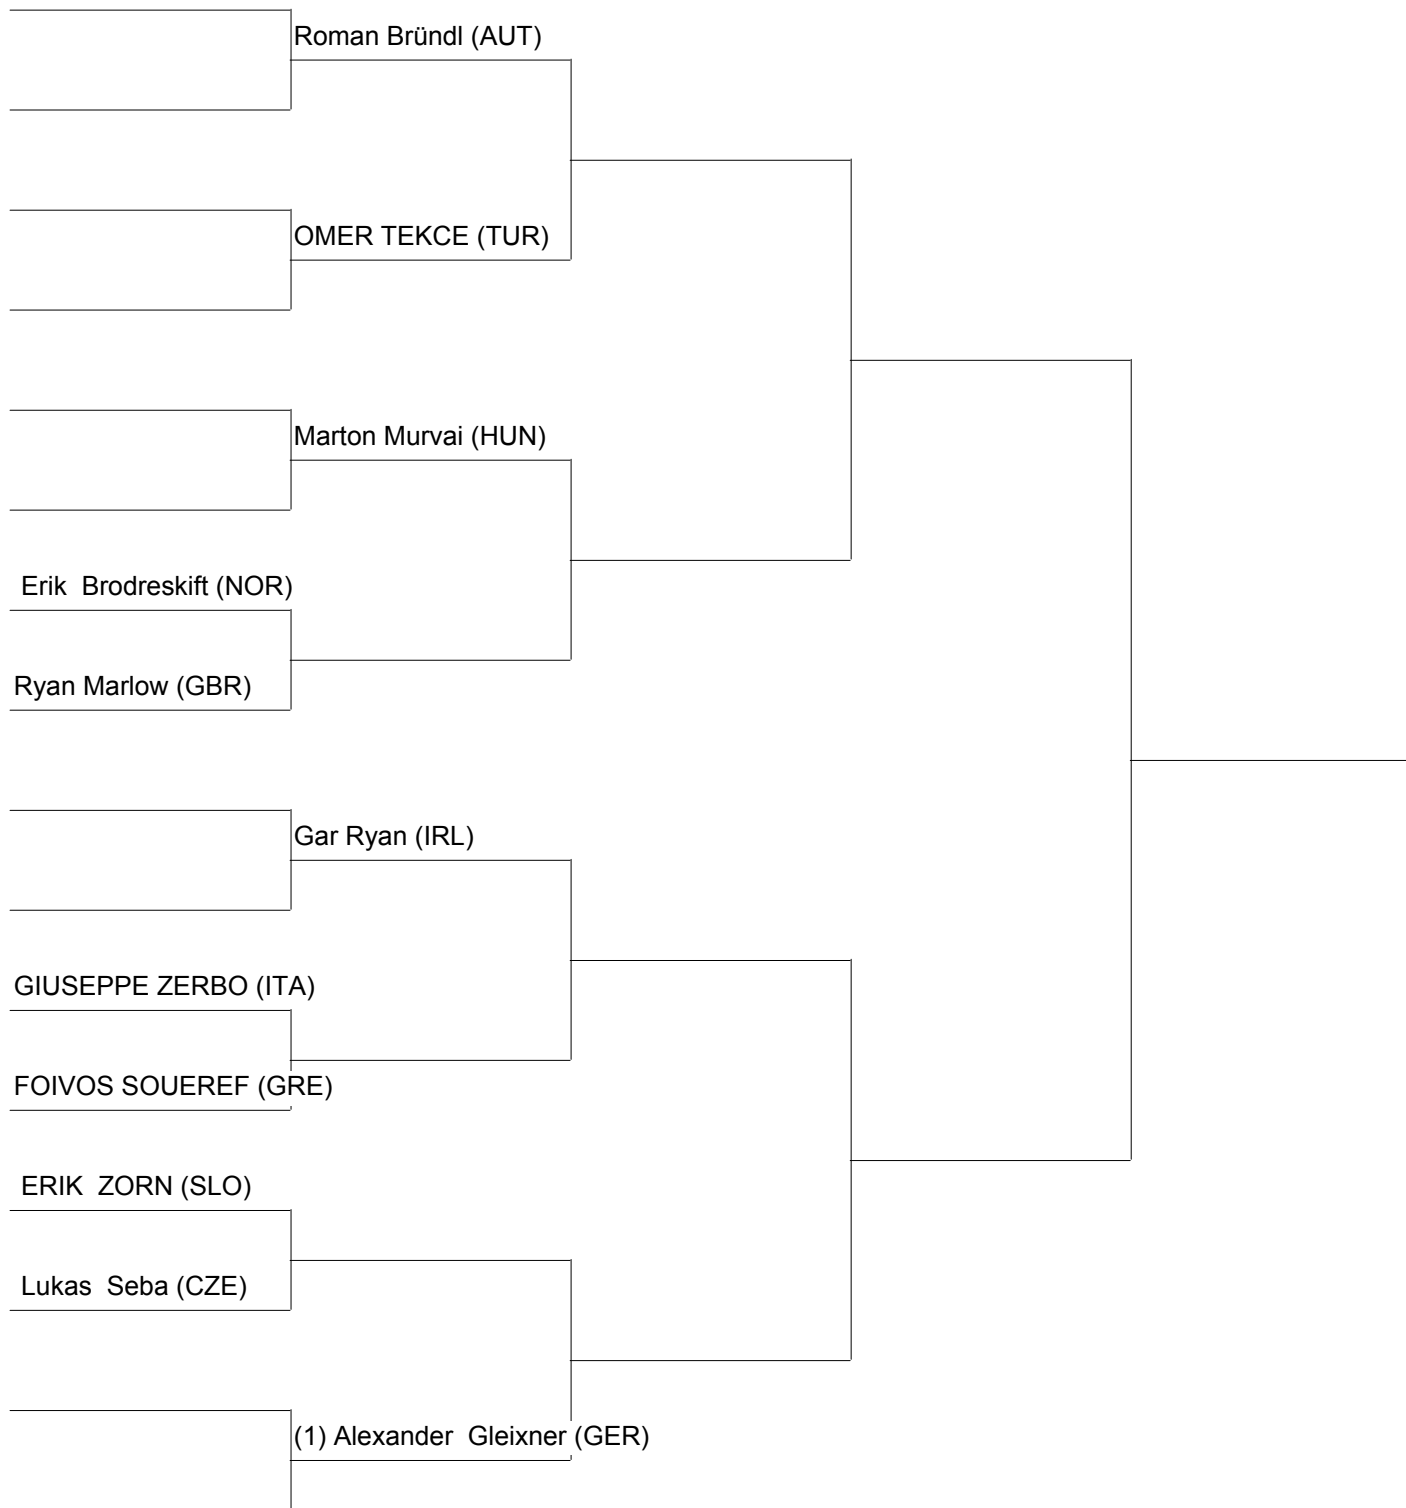 Roman Bründl (AUT)
OMER TEKCE (TUR)
Marton Murvai (HUN)
Erik  Brodreskift (NOR)
Ryan Marlow (GBR)
Gar Ryan (IRL)
GIUSEPPE ZERBO (ITA)
FOIVOS SOUEREF (GRE)
ERIK  ZORN (SLO)
Lukas  Seba (CZE)
(1) Alexander  Gleixner (GER)